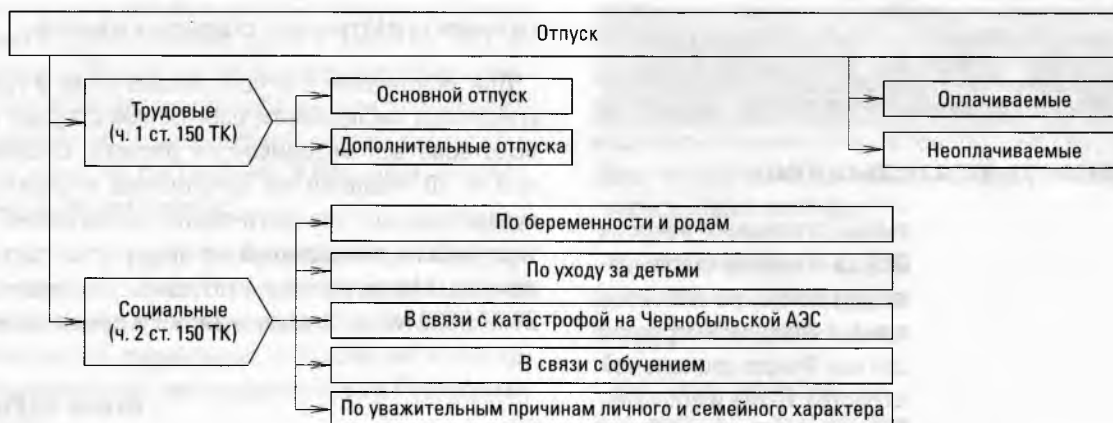 Отпуск
Трудовые
(ч. 1 ст. 150 ТК)
Основной отпуск
Дополнительные отпуска
Оплачиваемые
Неоплачиваемые
Социальные
(ч. 2 ст. 150 ТК)
По беременности и родам
По уходу за детьми
В связи с катастрофой на Чернобыльской АЭС
В связи с обучением
По уважительным причинам личного и семейного характера